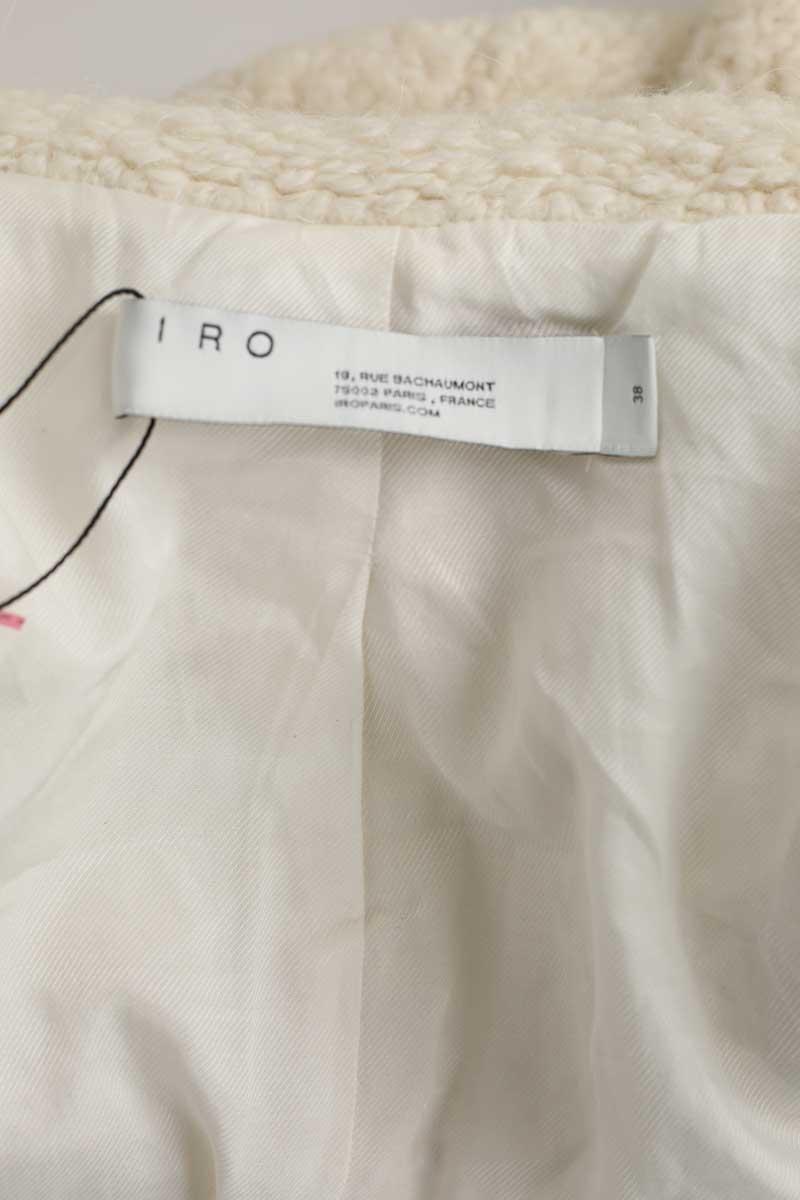 IRO
19, RUE BACHAUMONT
75002 PARIS, FRANCE
IROPARIS.COM
38